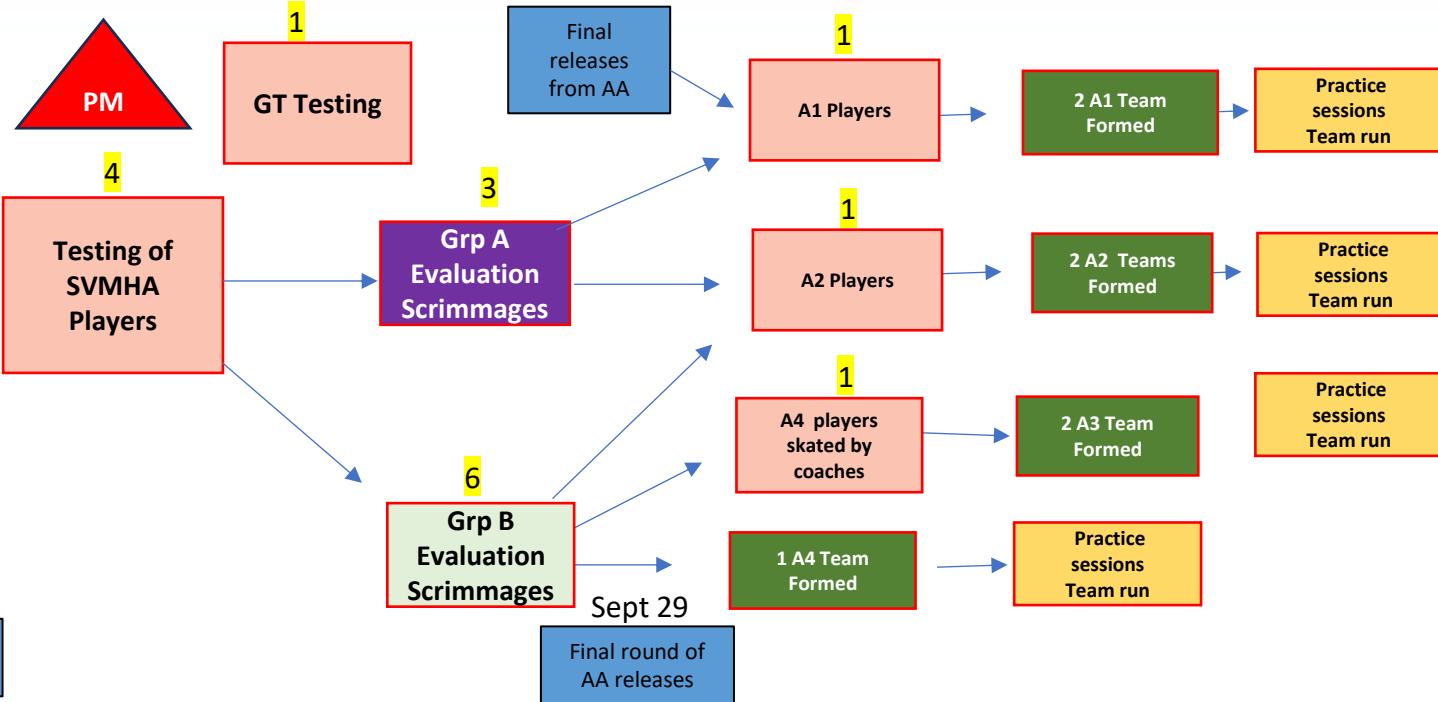 PM
1
GT Testing
Final
releases
from AA
1
A1 Players
2 A1 Team
Formed
Practice
sessions
Team run
4
Testing of
SVMHA
Players
3
Grp A
Evaluation
Scrimmages
1
A2 Players
2 A2  Teams
Formed
Practice
sessions
Team run
1
A4  players
skated by
coaches
2 A3 Team
Formed
Practice
sessions
Team run
6
Grp B
Evaluation
Scrimmages
1 A4 Team
Formed
Practice
sessions
Team run
Sept 29
Final round of
AA releases